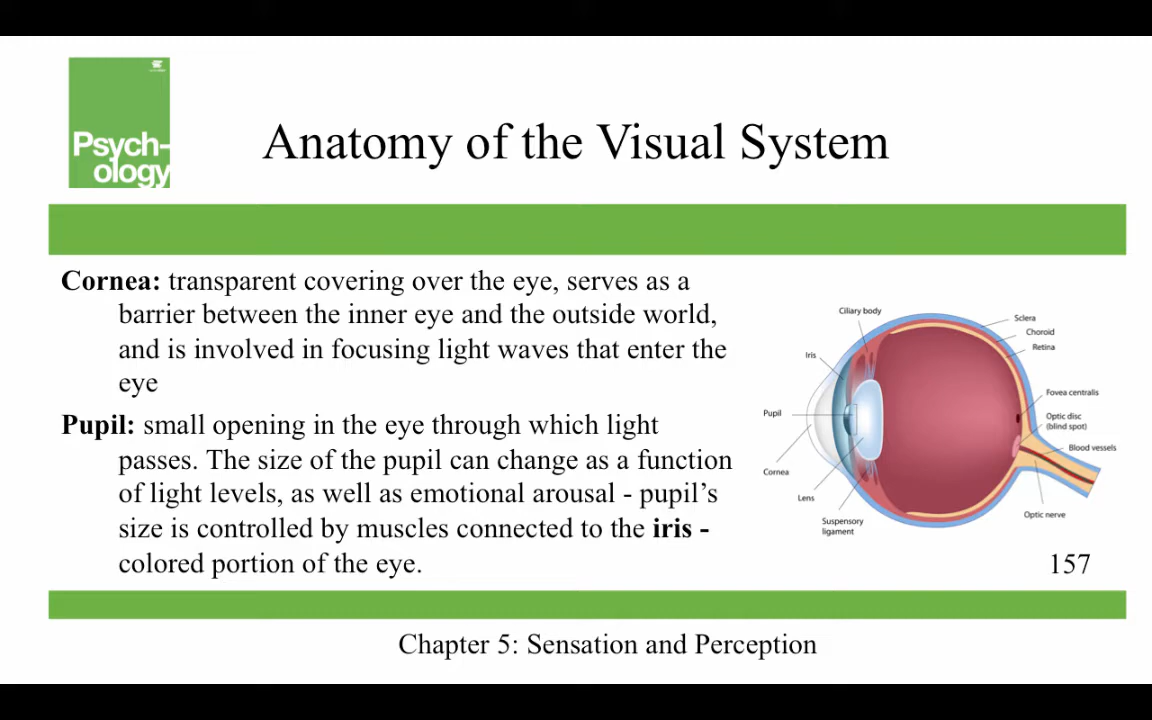 Psych-
ology
Anatomy of the Visual System
Cornea: transparent covering over the eye, serves as a
barrier between the inner eye and the outside world,
and is involved in focusing light waves that enter the
eye
Pupil: small opening in the eye through which light
passes. The size of the pupil can change as a function
of light levels, as well as emotional arousal - pupil’s
size is controlled by muscles connected to the iris -
colored portion of the eye.
Ciliary body
Sclera
Choroid
Retina
Iris
Fovea centralis
Pupil
Optic disc
(blind spot)
Blood vessels
Cornea
Lens
Suspensory
ligament
Optic nerve
157
Chapter 5: Sensation and Perception